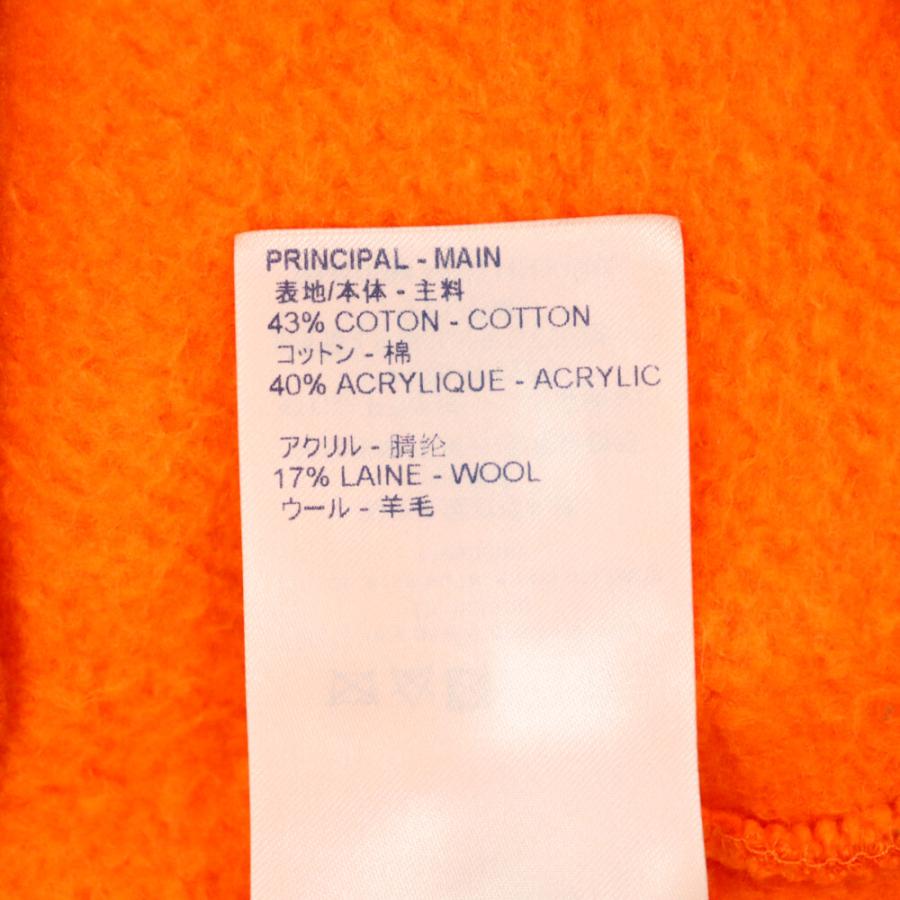 PRINCIPAL - MAIN
表地/本体 - 主料
43% COTON - COTTON
コットン - 棉
40% ACRYLIQUE - ACRYLIC
アクリル - 腈纶
17% LAINE - WOOL
ウール - 羊毛